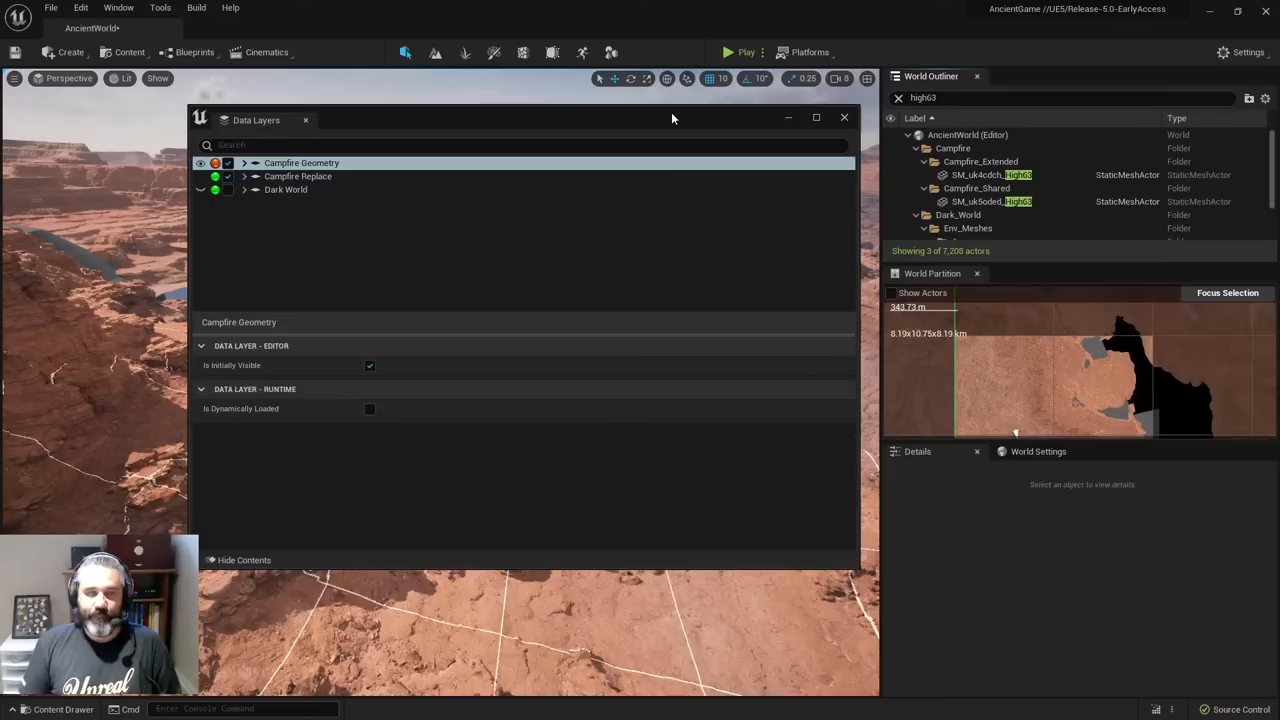 File Edit Window Tools Build Help
AncientGame //UE5/Release-5.0-EarlyAccess
AncientWorld*
Create Content Blueprints Cinematics Play Platforms Settings
Perspective Lit Show 10 10° 0.25 8
World Outliner
Data Layers
high63
Label Type
Search...
AncientWorld (Editor) World
Campfire Folder
Campfire Geometry
Campfire_Extended Folder
Campfire Replace
SM_uk4cdch_High63 StaticMeshActor StaticMeshActor
Dark World
Campfire_Shared Folder
SM_uk5oded_High63 StaticMeshActor StaticMeshActor
Dark_World Folder
Env_Meshes Folder
Showing 3 of 7,208 actors
World Partition
Show Actors Focus Selection
343.73 m
Campfire Geometry
8.19x10.75x8.19 km
DATA LAYER - EDITOR
Is Initially Visible
DATA LAYER - RUNTIME
Is Dynamically Loaded
Details World Settings
Select an object to view details.
Hide Contents
Unreal
Content Drawer Cmd Enter Console Command Source Control